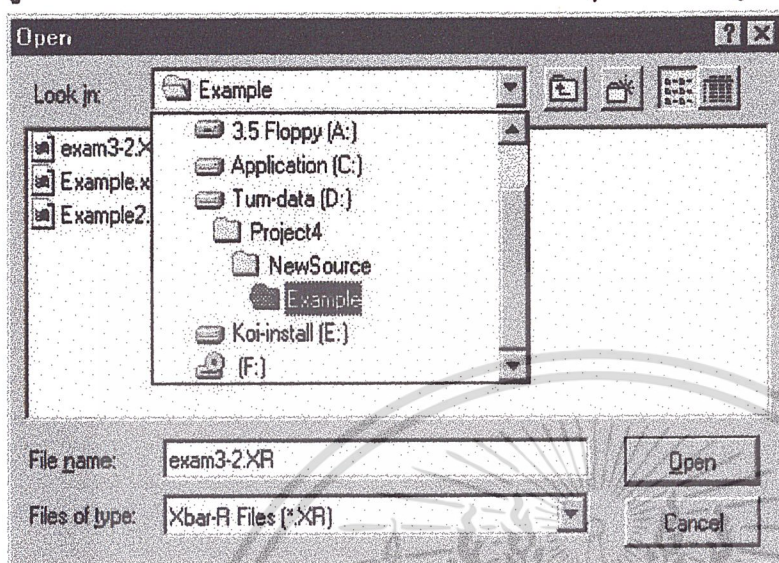 Open
Look in: Example
3.5 Floppy (A:)
exam3-2.X
Application (C:)
Example.x
Tum-data (D:)
Example2.
Project4
NewSource
Example
Koi-install (E:)
(F:)
File name: exam3-2.XR Open
Files of type: Xbar-R Files (*.XR) Cancel